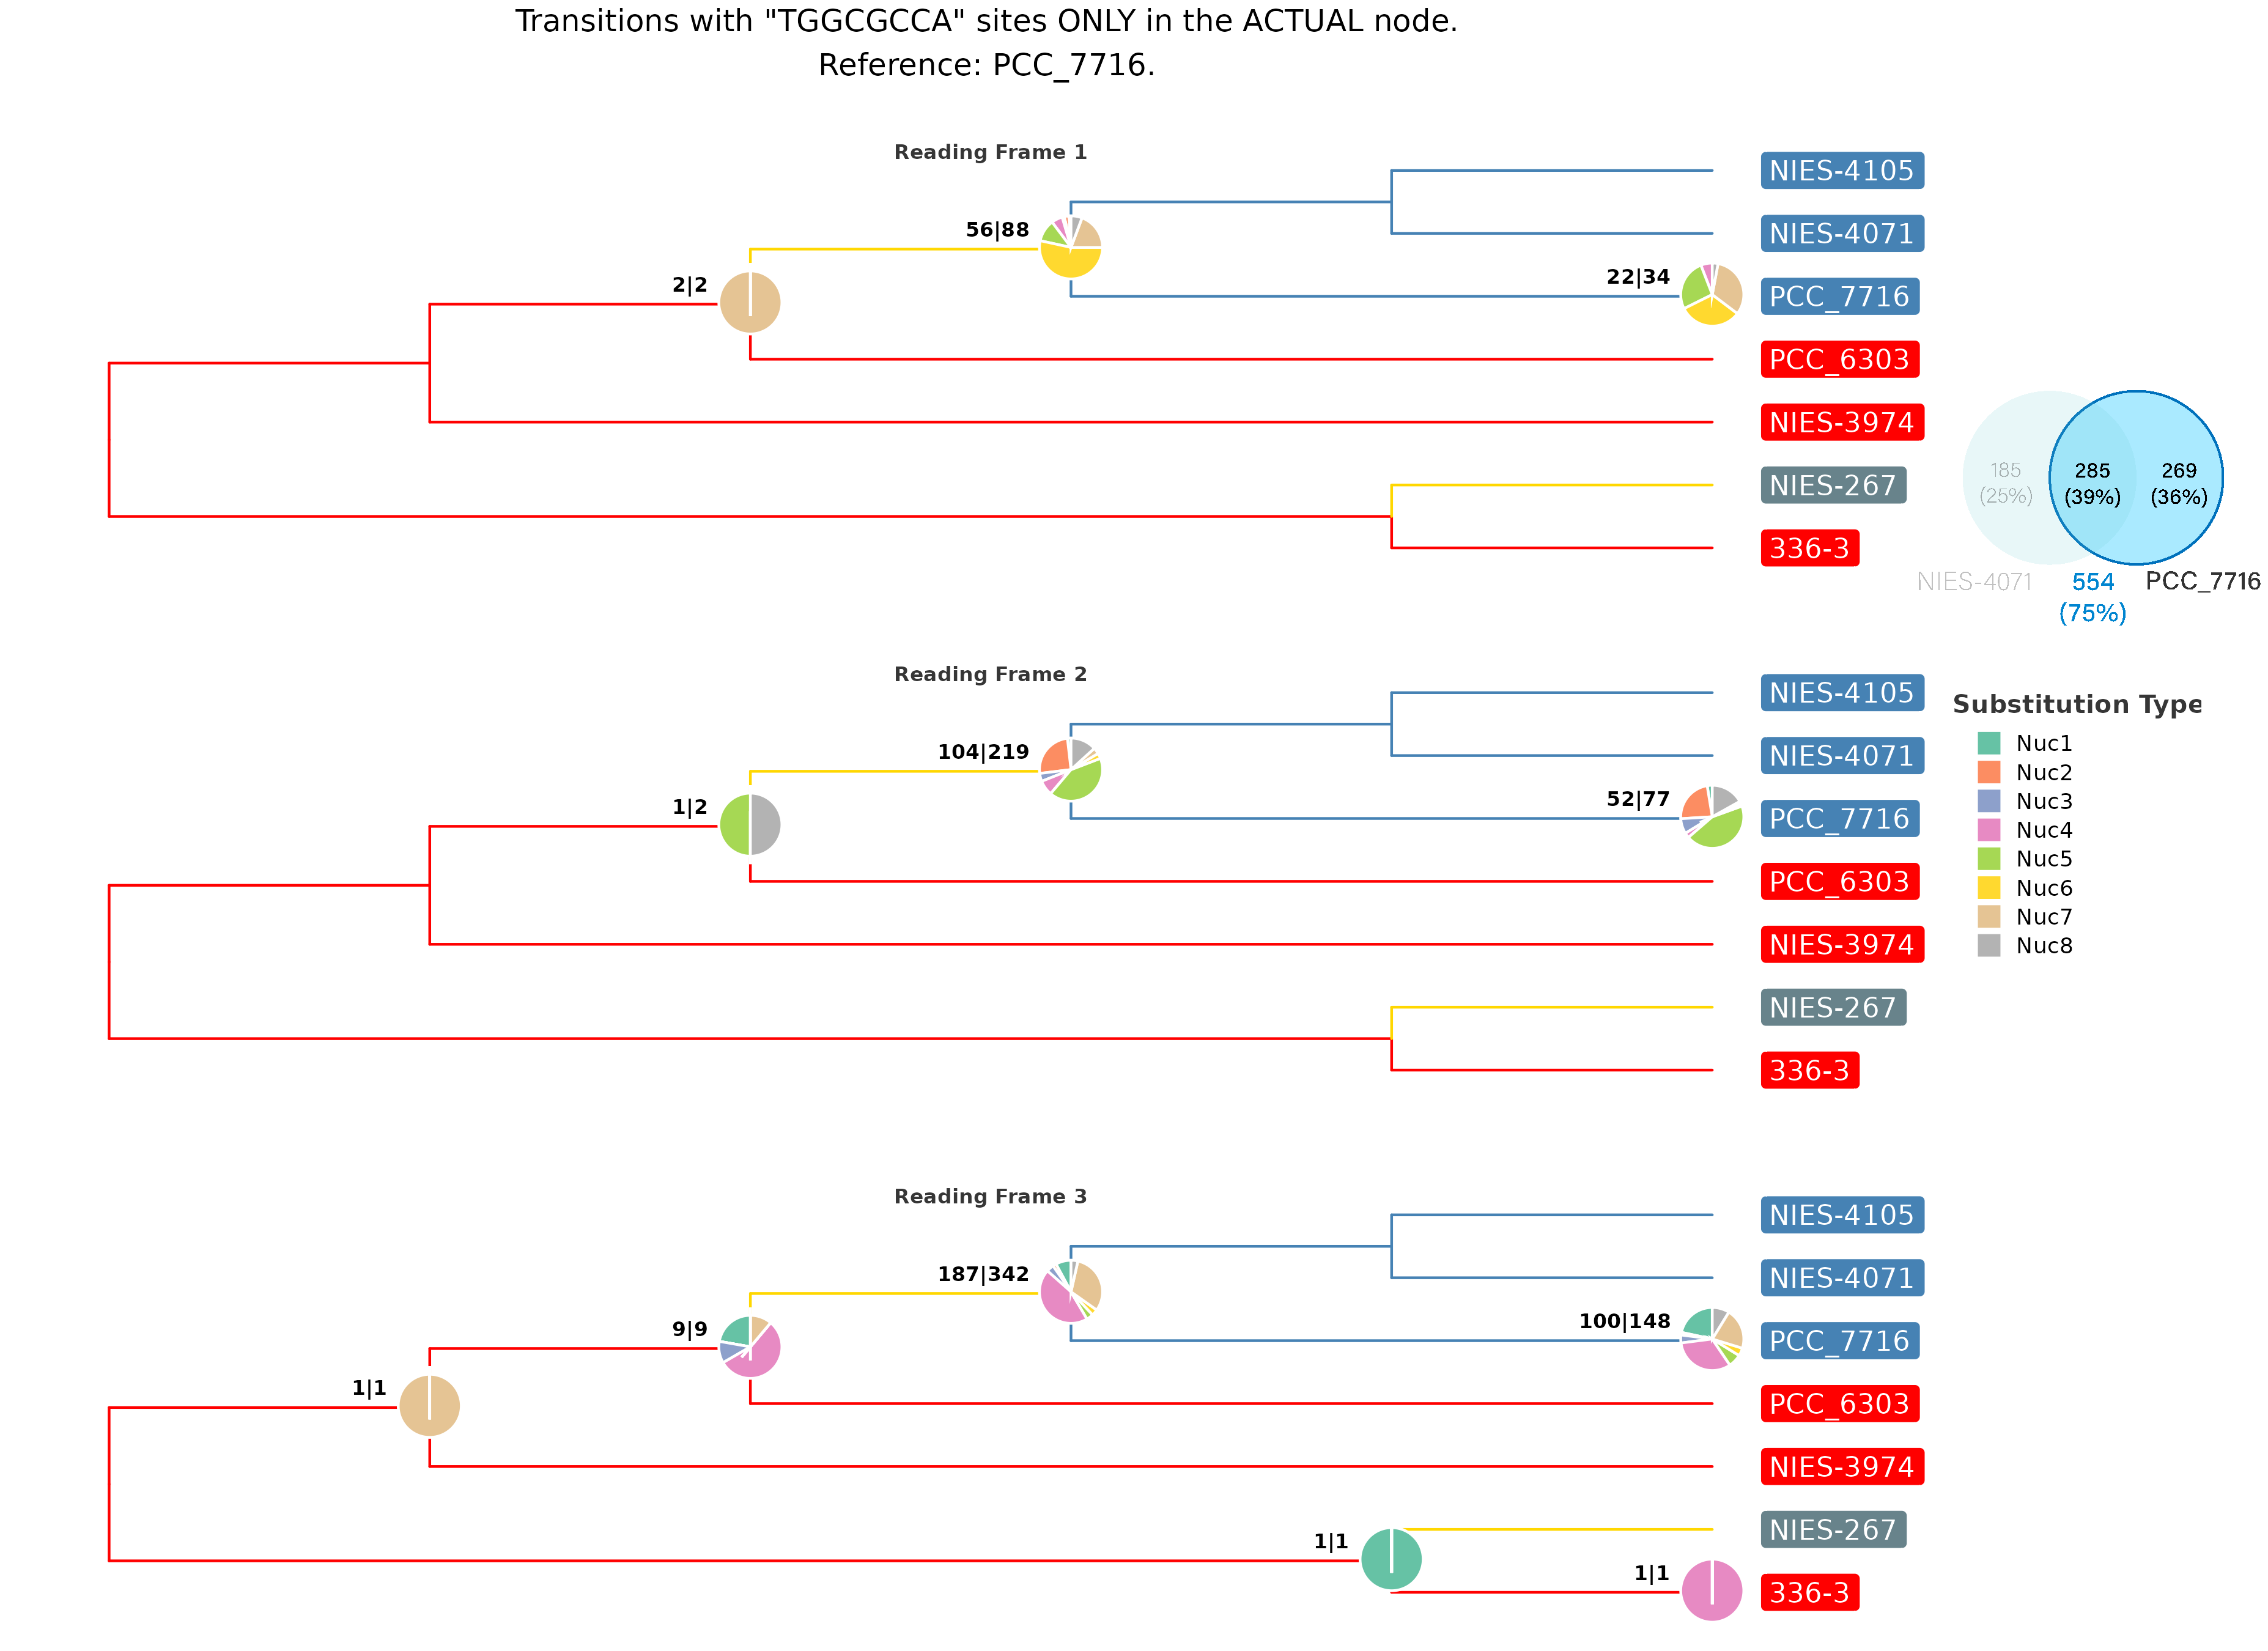 Transitions with "TGGCGCCA" sites ONLY in the ACTUAL node.
Reference: PCC_7716.
Reading Frame 1
NIES-4105
56|88
NIES-4071
2|2
22|34
PCC_7716
PCC_6303
NIES-3974
NIES-267
336-3
185
(25%)
285
(39%)
269
(36%)
NIES-4071
554
(75%)
PCC_7716
Reading Frame 2
NIES-4105
104|219
NIES-4071
1|2
52|77
PCC_7716
PCC_6303
NIES-3974
NIES-267
336-3
Substitution Type
Nuc1
Nuc2
Nuc3
Nuc4
Nuc5
Nuc6
Nuc7
Nuc8
Reading Frame 3
NIES-4105
187|342
NIES-4071
9|9
100|148
PCC_7716
1|1
PCC_6303
NIES-3974
1|1
NIES-267
1|1
336-3